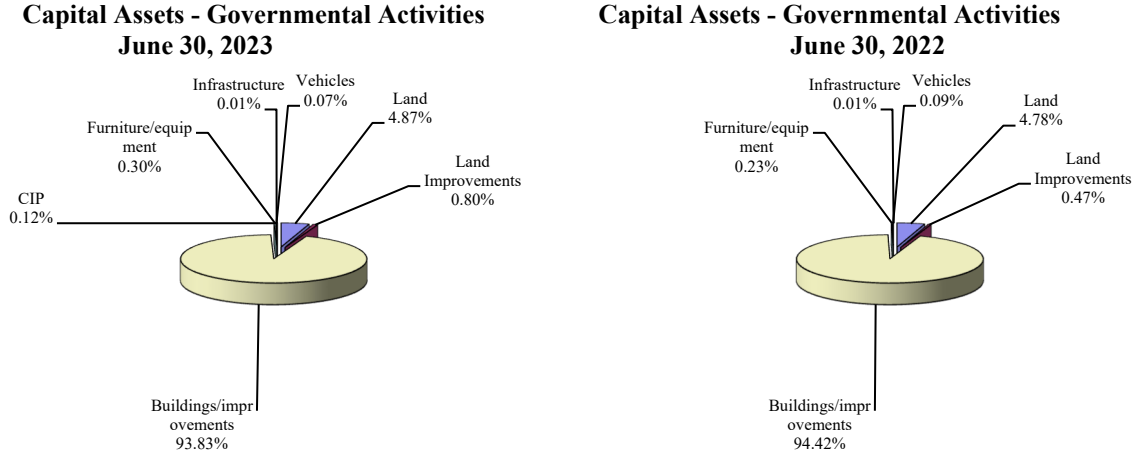 Capital Assets - Governmental Activities
June 30, 2023
Infrastructure
0.01%
Vehicles
0.07%
Land
4.87%
Furniture/equip
ment
0.30%
Land
Improvements
0.80%
CIP
0.12%
Buildings/impr
ovements
93.83%
Capital Assets - Governmental Activities
June 30, 2022
Infrastructure
0.01%
Vehicles
0.09%
Land
4.78%
Furniture/equip
ment
0.23%
Land
Improvements
0.47%
Buildings/impr
ovements
94.42%